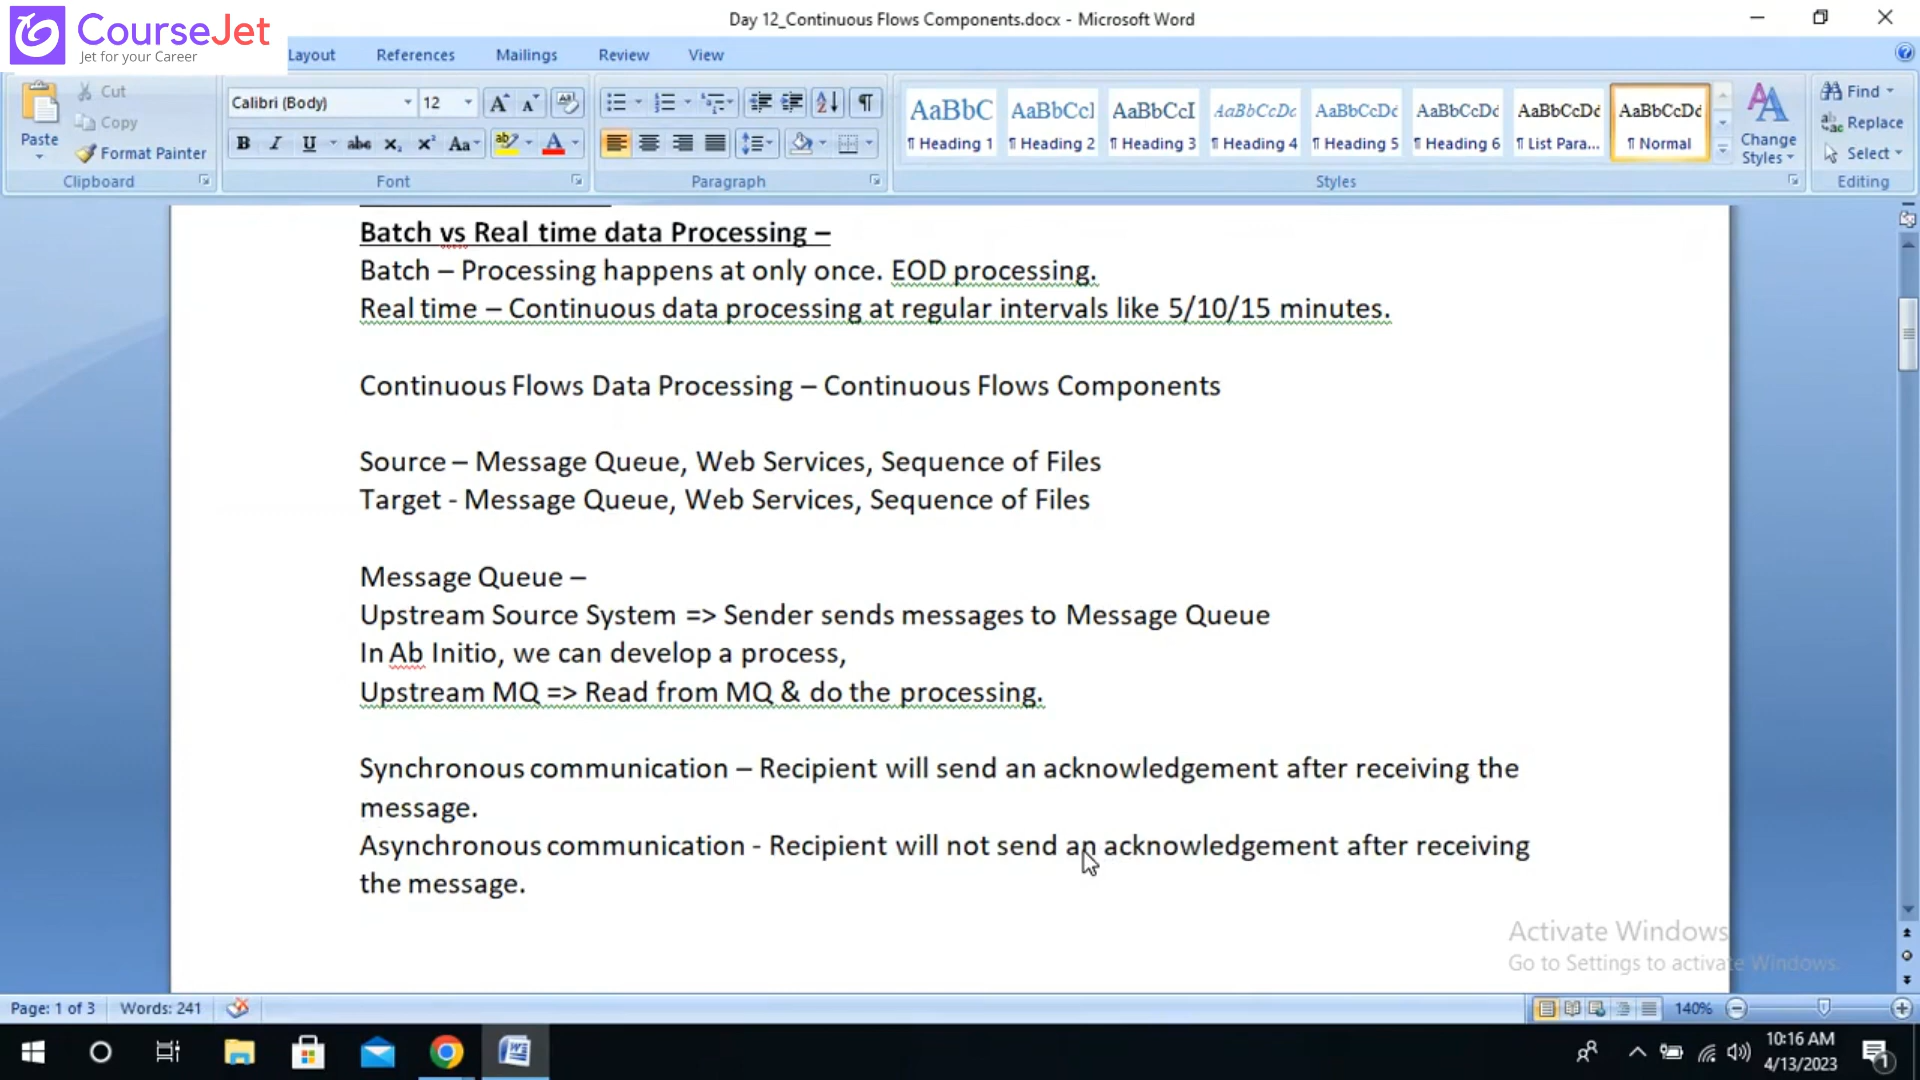 CourseJet
Jet for your Career
Day 12_Continuous Flows Components.docx - Microsoft Word
Layout References Mailings Review View
Paste
Cut
Copy
Format Painter
Clipboard
Calibri (Body) 12
B I U abc X₂ X² Aa
Font
Paragraph
AaBbC AaBbCcI AaBbCcI AaBbCcDc AaBbCcDc AaBbCcDc AaBbCcDc AaBbCcDc
¶ Heading 1 ¶ Heading 2 ¶ Heading 3 ¶ Heading 4 ¶ Heading 5 ¶ Heading 6 ¶ List Para... ¶ Normal
Change
Styles
Styles
Find
Replace
Select
Editing
Batch vs Real time data Processing –
Batch – Processing happens at only once. EOD processing.
Real time – Continuous data processing at regular intervals like 5/10/15 minutes.
Continuous Flows Data Processing – Continuous Flows Components
Source – Message Queue, Web Services, Sequence of Files
Target - Message Queue, Web Services, Sequence of Files
Message Queue –
Upstream Source System => Sender sends messages to Message Queue
In Ab Initio, we can develop a process,
Upstream MQ => Read from MQ & do the processing.
Synchronous communication – Recipient will send an acknowledgement after receiving the
message.
Asynchronous communication - Recipient will not send an acknowledgement after receiving
the message.
Activate Windows
Go to Settings to activate Windows.
Page: 1 of 3 Words: 241 140%
10:16 AM
4/13/2023
1